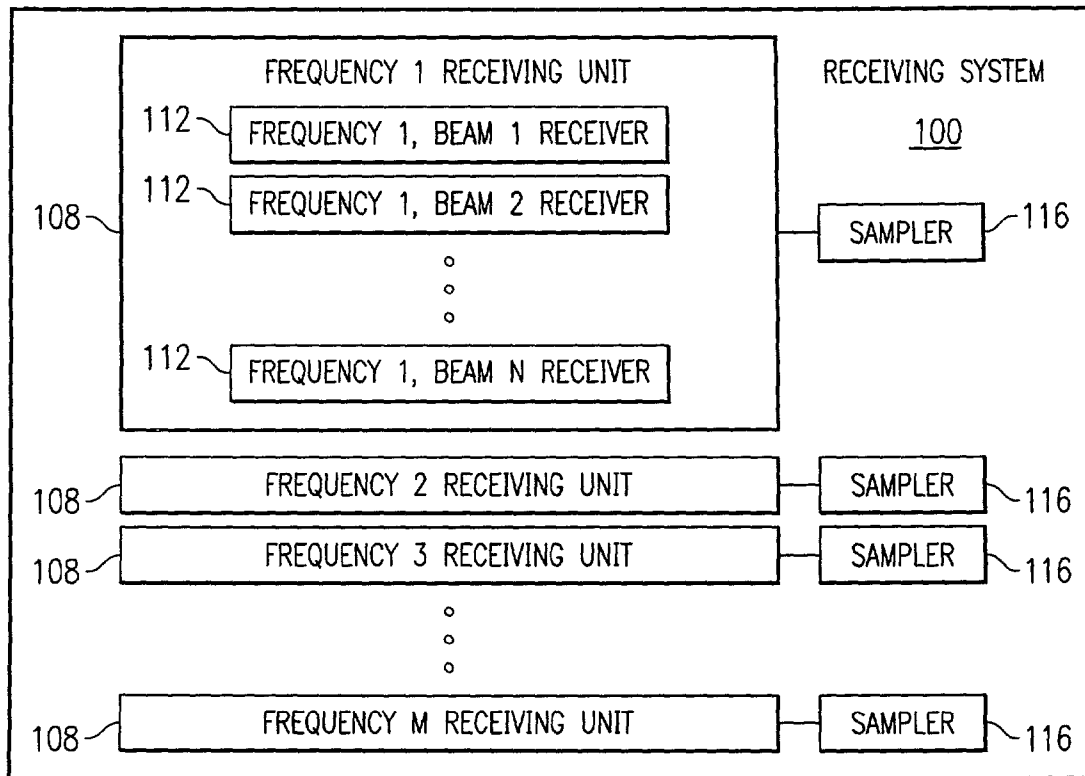 FREQUENCY 1 RECEIVING UNIT
RECEIVING SYSTEM
100
112
FREQUENCY 1, BEAM 1 RECEIVER
112
FREQUENCY 1, BEAM 2 RECEIVER
108
SAMPLER
116
112
FREQUENCY 1, BEAM N RECEIVER
108
FREQUENCY 2 RECEIVING UNIT
SAMPLER
116
108
FREQUENCY 3 RECEIVING UNIT
SAMPLER
116
108
FREQUENCY M RECEIVING UNIT
SAMPLER
116